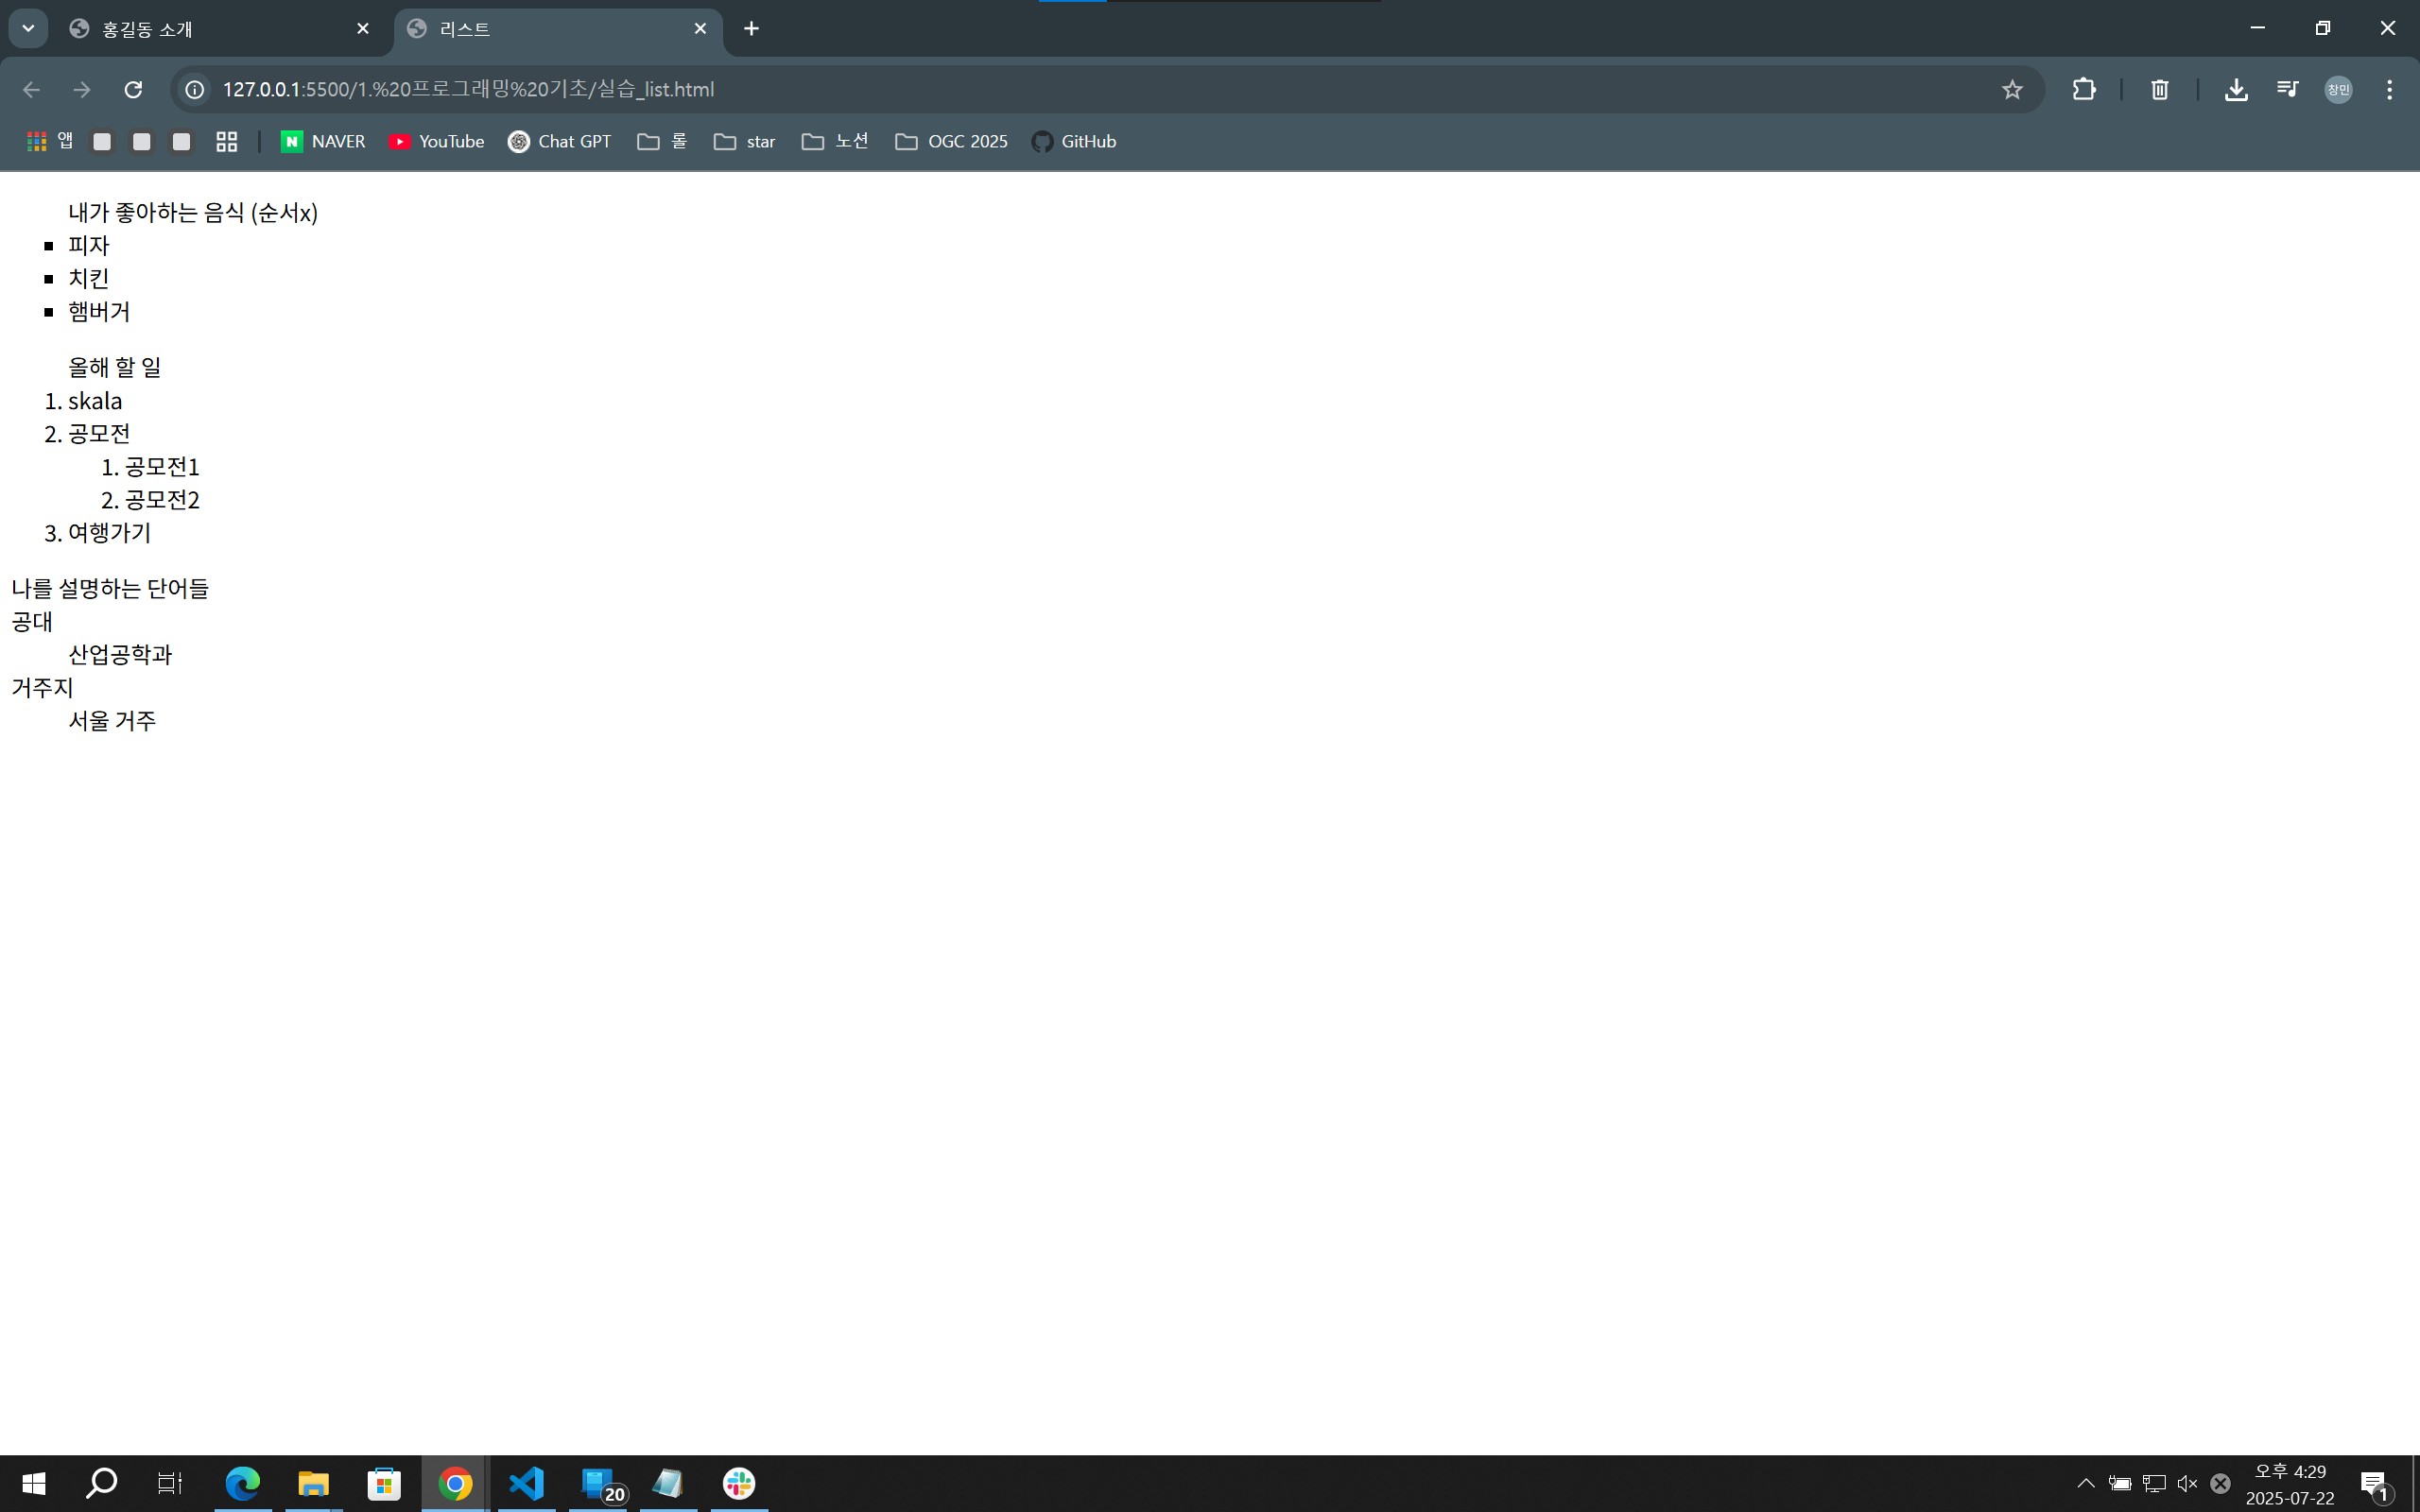 홍길동 소개
리스트
127.0.0.1:5500/1.%20프로그래밍%20기초/실습_list.html
창민
앱
NAVER
YouTube
Chat GPT
롤
star
노션
OGC 2025
GitHub
내가 좋아하는 음식 (순서x)
피자
치킨
햄버거
올해 할 일
1. skala
2. 공모전
1. 공모전1
2. 공모전2
3. 여행가기
나를 설명하는 단어들
공대
산업공학과
거주지
서울 거주
20
오후 4:29
2025-07-22
1